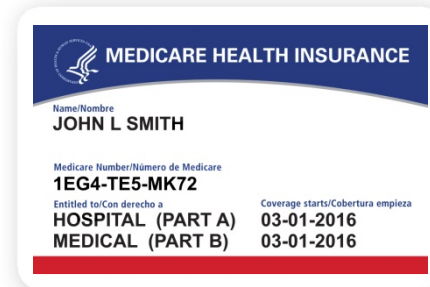 MEDICARE HEALTH INSURANCE
Name/Nombre
JOHN L SMITH
Medicare Number/Número de Medicare
1EG4-TE5-MK72
Entitled to/Con derecho a Coverage starts/Cobertura empieza
HOSPITAL (PART A) 03-01-2016
MEDICAL (PART B) 03-01-2016